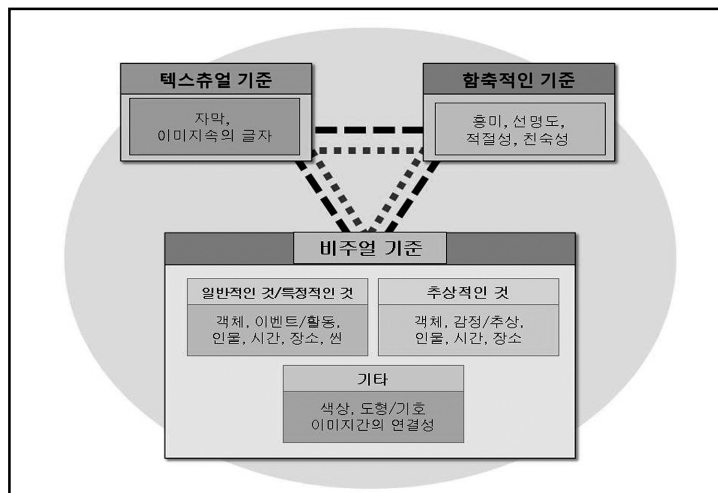 텍스츄얼 기준
자막,
이미지속의 글자
함축적인 기준
흥미, 선명도,
적절성, 친숙성
비주얼 기준
일반적인 것/특정적인 것
객체, 이벤트/활동,
인물, 시간, 장소, 씬
추상적인 것
객체, 감정/추상,
인물, 시간, 장소
기타
색상, 도형/기호
이미지간의 연결성